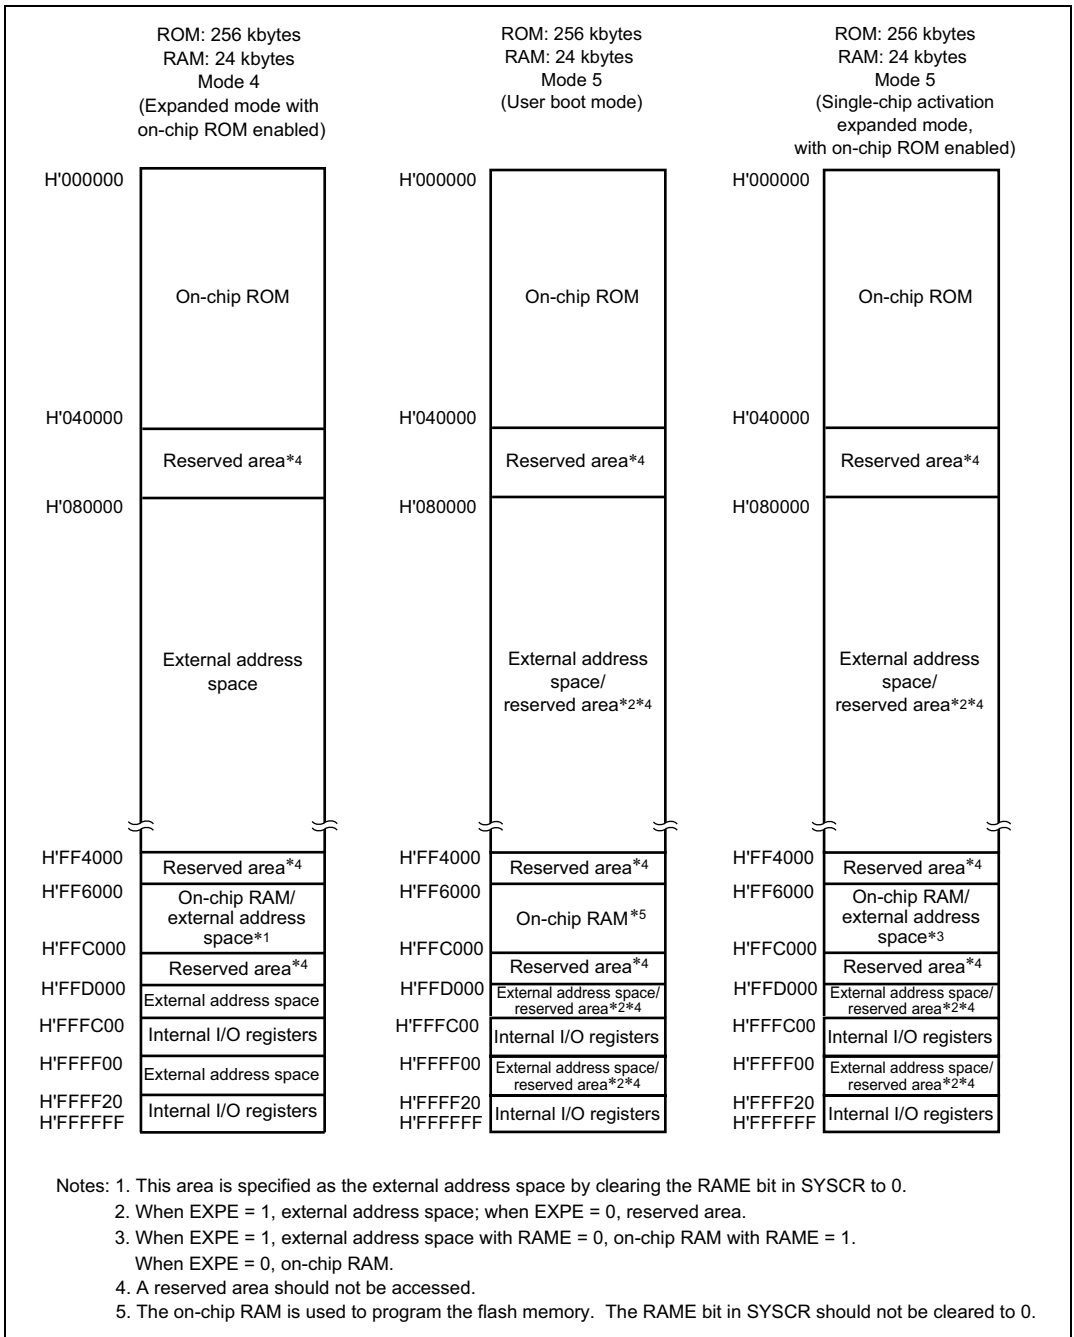 ROM: 256 kbytes
RAM: 24 kbytes
Mode 4
(Expanded mode with
on-chip ROM enabled)
H'000000
On-chip ROM
H'040000
Reserved area*4
H'080000
External address
space
H'FF4000
Reserved area*4
H'FF6000
On-chip RAM/
external address
space*1
H'FFC000
Reserved area*4
H'FFD000
External address space
H'FFFC00
Internal I/O registers
H'FFFF00
External address space
H'FFFF20
Internal I/O registers
H'FFFFFF
ROM: 256 kbytes
RAM: 24 kbytes
Mode 5
(User boot mode)
H'000000
On-chip ROM
H'040000
Reserved area*4
H'080000
External address
space/
reserved area*2*4
H'FF4000
Reserved area*4
H'FF6000
On-chip RAM*5
H'FFC000
Reserved area*4
H'FFD000
External address space/
reserved area*2*4
H'FFFC00
Internal I/O registers
H'FFFF00
External address space/
reserved area*2*4
H'FFFF20
Internal I/O registers
H'FFFFFF
ROM: 256 kbytes
RAM: 24 kbytes
Mode 5
(Single-chip activation
expanded mode,
with on-chip ROM enabled)
H'000000
On-chip ROM
H'040000
Reserved area*4
H'080000
External address
space/
reserved area*2*4
H'FF4000
Reserved area*4
H'FF6000
On-chip RAM/
external address
space*3
H'FFC000
Reserved area*4
H'FFD000
External address space/
reserved area*2*4
H'FFFC00
Internal I/O registers
H'FFFF00
External address space/
reserved area*2*4
H'FFFF20
Internal I/O registers
H'FFFFFF
Notes: 1. This area is specified as the external address space by clearing the RAME bit in SYSCR to 0.
2. When EXPE = 1, external address space; when EXPE = 0, reserved area.
3. When EXPE = 1, external address space with RAME = 0, on-chip RAM with RAME = 1.
When EXPE = 0, on-chip RAM.
4. A reserved area should not be accessed.
5. The on-chip RAM is used to program the flash memory. The RAME bit in SYSCR should not be cleared to 0.